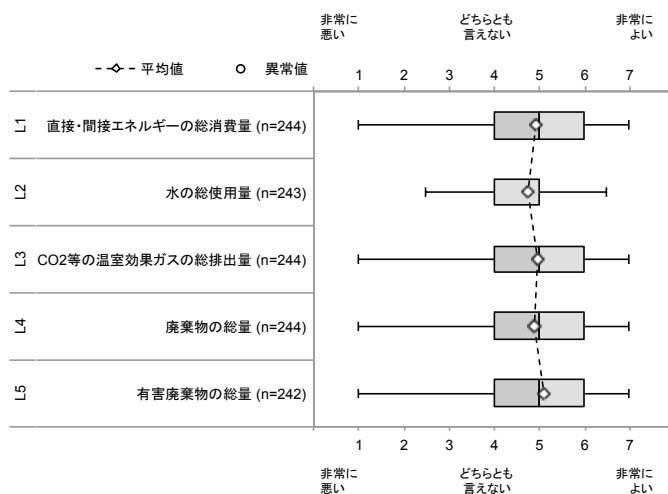 非常に
悪い
どちらとも
言えない
非常に
よい
平均値
異常値
1 2 3 4 5 6 7
L1 直接・間接エネルギーの総消費量 (n=244)
L2 水の総使用量 (n=243)
L3 CO2等の温室効果ガスの総排出量 (n=244)
L4 廃棄物の総量 (n=244)
L5 有害廃棄物の総量 (n=242)
1 2 3 4 5 6 7
非常に
悪い
どちらとも
言えない
非常に
よい